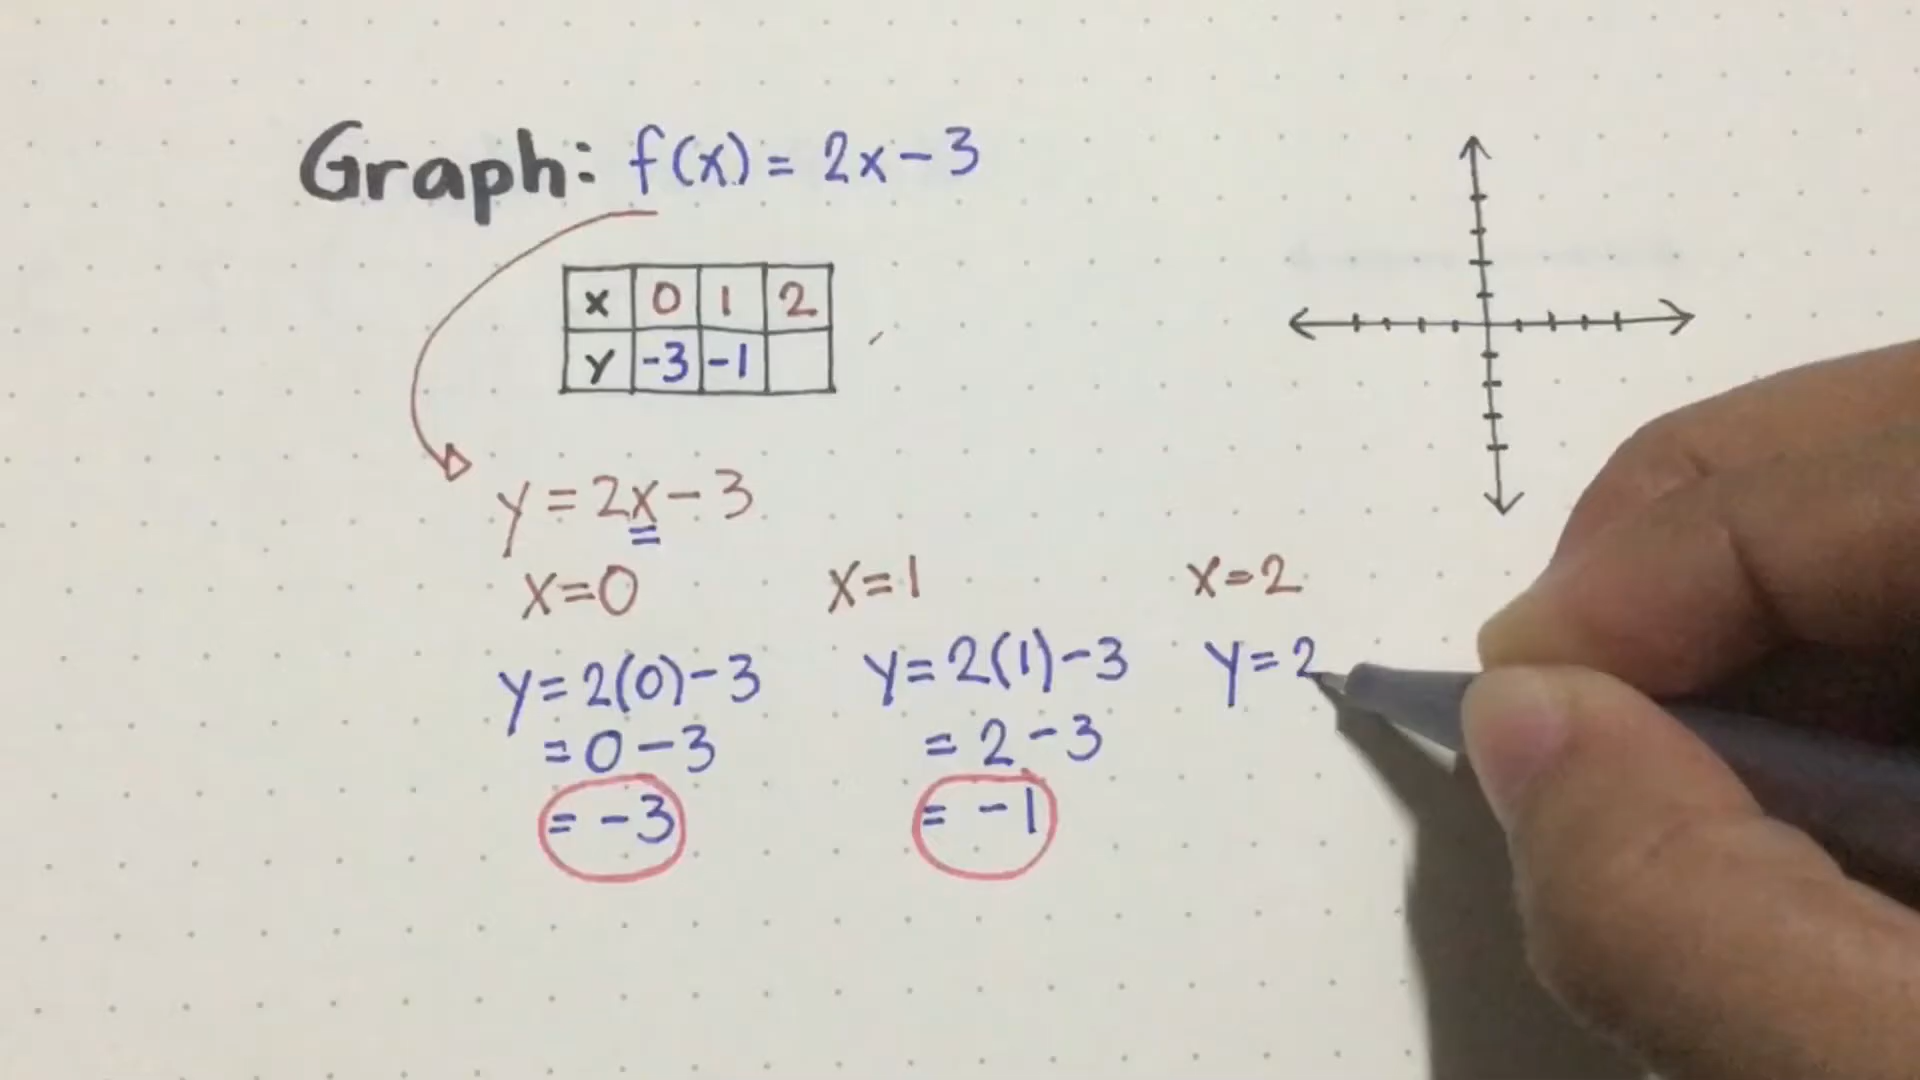 Graph: f(x) = 2x - 3
x 0 1 2
y -3 -1
y = 2x - 3
x=0 x=1 x=2
y=2(0)-3 y=2(1)-3 y=2
=0-3 =2-3
=-3 =-1